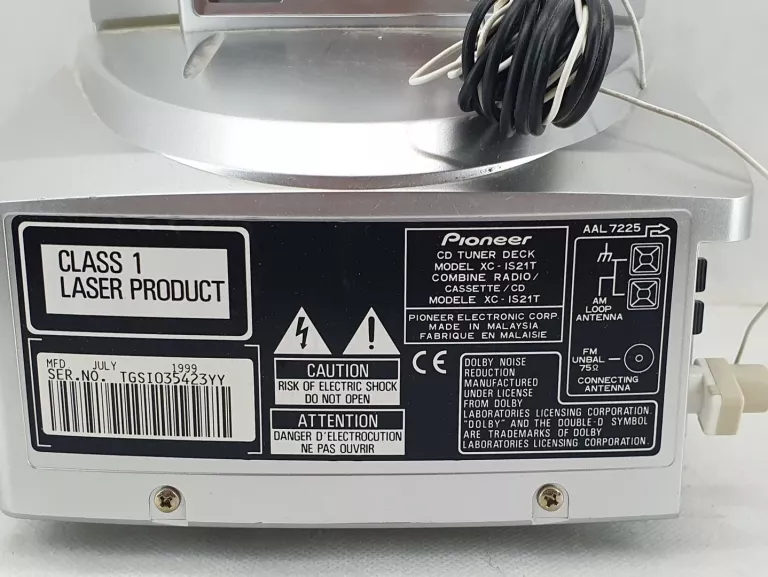 CLASS 1
LASER PRODUCT
MFD. JULY 1999
SER.NO. TGSI035423YY
CAUTION
RISK OF ELECTRIC SHOCK
DO NOT OPEN
ATTENTION
DANGER D'ELECTROCUTION
NE PAS OUVRIR
Pioneer
CD TUNER DECK
MODEL XC-IS21T
COMBINE RADIO/
CASSETTE/CD
MODELE XC-IS21T
PIONEER ELECTRONIC CORP.
MADE IN MALAYSIA
FABRIQUE EN MALAISIE
CE
DOLBY NOISE
REDUCTION
MANUFACTURED
UNDER LICENSE
FROM DOLBY
LABORATORIES LICENSING CORPORATION.
"DOLBY" AND THE DOUBLE-D SYMBOL
ARE TRADEMARKS OF DOLBY
LABORATORIES LICENSING CORPORATION.
AAL7225
AM
LOOP
ANTENNA
FM
UNBAL
75Ω
CONNECTING
ANTENNA